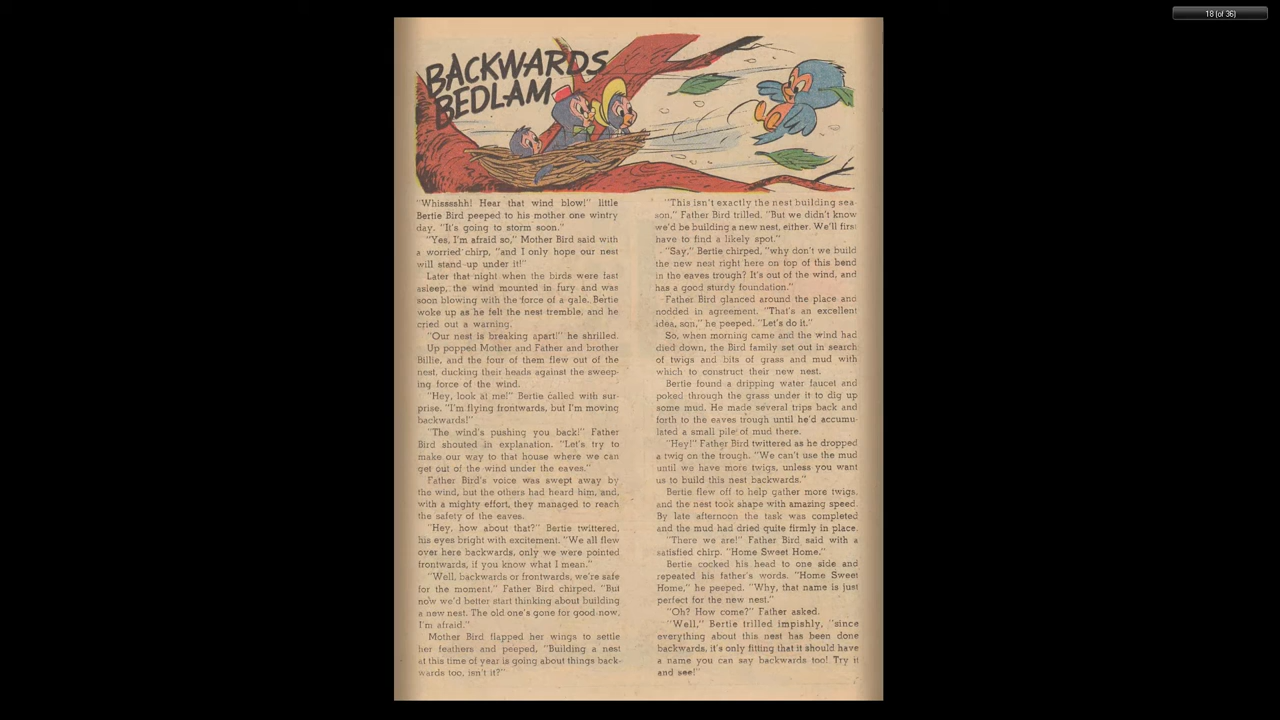 18 (of 36)
BACKWARDS
BEDLAM
"Whisssshh! Hear that wind blow!" little
Bertie Bird peeped to his mother one wintry
day. "It's going to storm soon."
"Yes, I'm afraid so," Mother Bird said with
a worried chirp, "and I only hope our nest
will stand-up under it!"
Later that night when the birds were fast
asleep, the wind mounted in fury and was
soon blowing with the force of a gale. Bertie
woke up as he felt the nest tremble, and he
cried out a warning.
"Our nest is breaking apart!" he shrilled.
Up popped Mother and Father and brother
Billie, and the four of them flew out of the
nest, ducking their heads against the sweep-
ing force of the wind.
"Hey, look at me!" Bertie called with sur-
prise. "I'm flying frontwards, but I'm moving
backwards!"
"The wind's pushing you back!" Father
Bird shouted in explanation. "Let's try to
make our way to that house where we can
get out of the wind under the eaves."
Father Bird's voice was swept away by
the wind, but the others had heard him, and,
with a mighty effort, they managed to reach
the safety of the eaves.
"Hey, how about that?" Bertie twittered,
his eyes bright with excitement. "We all flew
over here backwards, only we were pointed
frontwards, if you know what I mean."
"Well, backwards or frontwards, we're safe
for the moment," Father Bird chirped, "But
now we'd better start thinking about building
a new nest. The old one's gone for good now,
I'm afraid."
Mother Bird flapped her wings to settle
her feathers and peeped, "Building a nest
at this time of year is going about things back-
wards too, isn't it?"
"This isn't exactly the nest building sea-
son," Father Bird trilled. "But we didn't know
we'd be building a new nest, either. We'll first
have to find a likely spot."
"Say," Bertie chirped, "why don't we build
the new nest right here on top of this bend
in the eaves trough? It's out of the wind, and
has a good sturdy foundation."
Father Bird glanced around the place and
nodded in agreement. "That's an excellent
idea, son," he peeped. "Let's do it."
So, when morning came and the wind had
died down, the Bird family set out in search
of twigs and bits of grass and mud with
which to construct their new nest.
Bertie found a dripping water faucet and
poked through the grass under it to dig up
some mud. He made several trips back and
forth to the eaves trough until he'd accumu-
lated a small pile of mud there.
"Hey!" Father Bird twittered as he dropped
a twig on the trough. "We can't use the mud
until we have more twigs, unless you want
us to build this nest backwards."
Bertie flew off to help gather more twigs,
and the nest took shape with amazing speed.
By late afternoon the task was completed
and the mud had dried quite firmly in place.
"There we are!" Father Bird said with a
satisfied chirp. "Home Sweet Home."
Bertie cocked his head to one side and
repeated his father's words. "Home Sweet
Home," he peeped. "Why, that name is just
perfect for the new nest."
"Oh? How come?" Father asked.
"Well," Bertie trilled impishly, "since
everything about this nest has been done
backwards, it's only fitting that it should have
a name you can say backwards too! Try it
and see!"